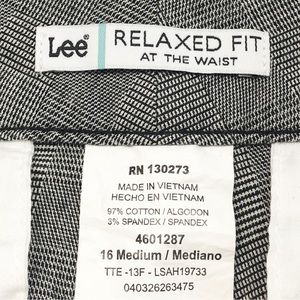 Lee® RELAXED FIT
AT THE WAIST
RN 130273
MADE IN VIETNAM
HECHO EN VIETNAM
97% COTTON / ALGODON
3% SPANDEX / SPANDEX
4601287
16 Medium / Mediano
TTE -13F - LSAH19733
040326263475